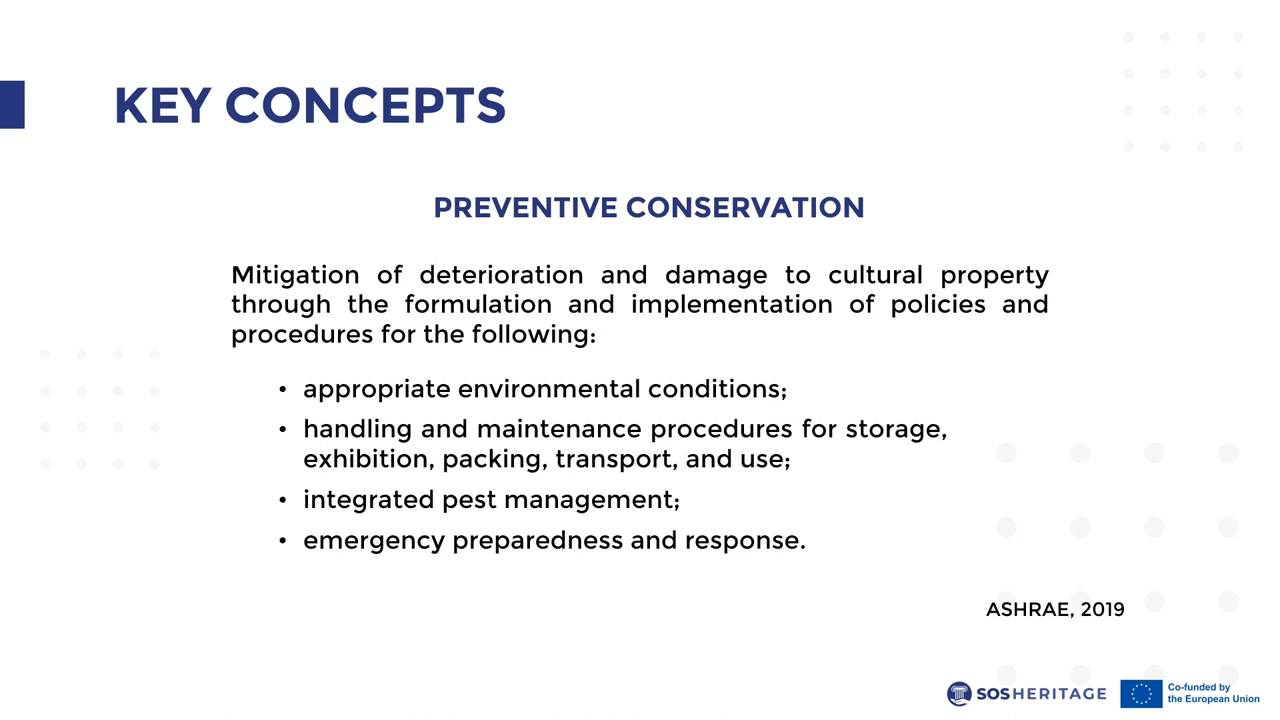 KEY CONCEPTS
PREVENTIVE CONSERVATION
Mitigation of deterioration and damage to cultural property
through the formulation and implementation of policies and
procedures for the following:
• appropriate environmental conditions;
• handling and maintenance procedures for storage,
exhibition, packing, transport, and use;
• integrated pest management;
• emergency preparedness and response.
ASHRAE, 2019
SOSHERITAGE
Co-funded by
the European Union